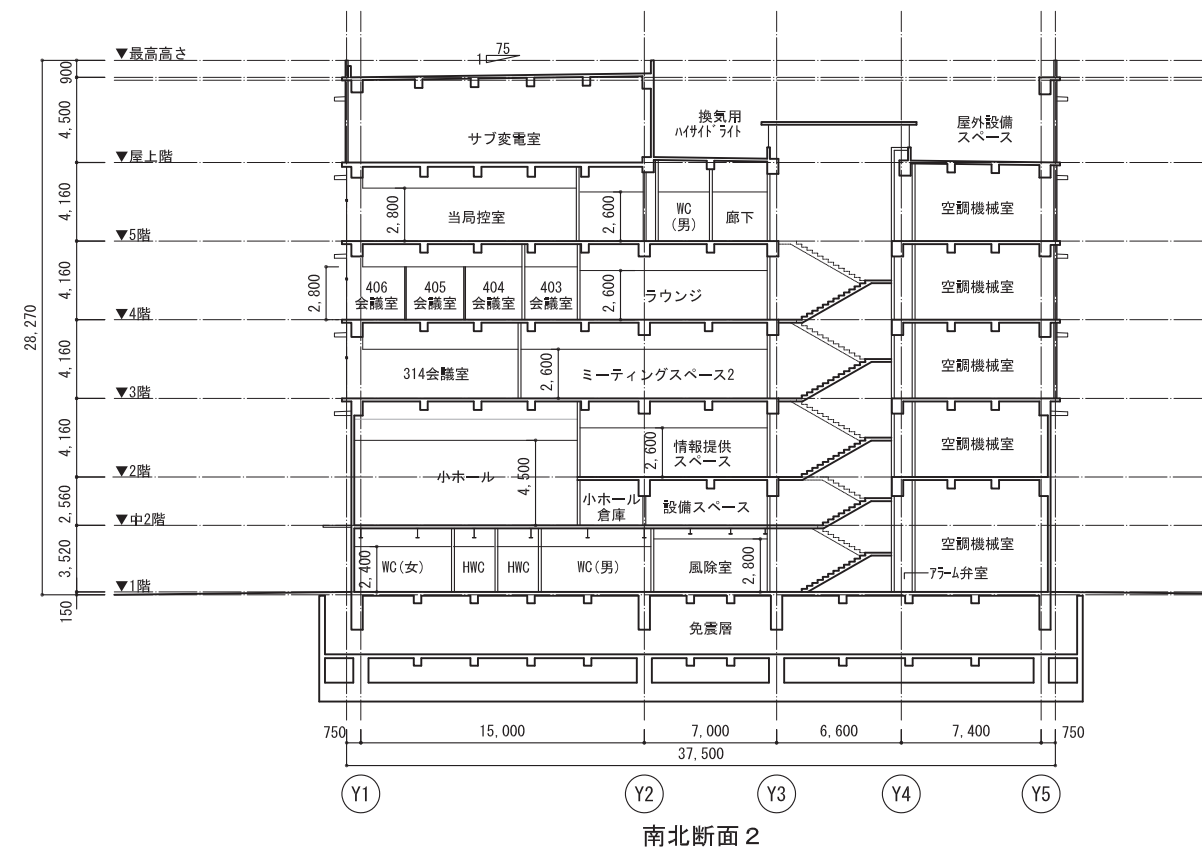 ▼最高高さ
75
1
900
4,500
サブ変電室
換気用
ハイサイドライト
屋外設備
スペース
▼屋上階
4,160
2,800
当局控室
2,600
WC
(男)
廊下
空調機械室
▼5階
4,160
2,800
406
会議室
405
会議室
404
会議室
403
会議室
2,600
ラウンジ
空調機械室
▼4階
28,270
4,160
314会議室
2,600
ミーティングスペース2
空調機械室
▼3階
4,160
小ホール
4,500
2,600
情報提供
スペース
空調機械室
▼2階
2,560
小ホール
倉庫
設備スペース
▼中2階
3,520
2,400
WC(女)
HWC
HWC
WC(男)
風除室
2,800
空調機械室
アラーム弁室
▼1階
150
免震層
750
15,000
7,000
6,600
7,400
750
37,500
Y1
Y2
Y3
Y4
Y5
南北断面2